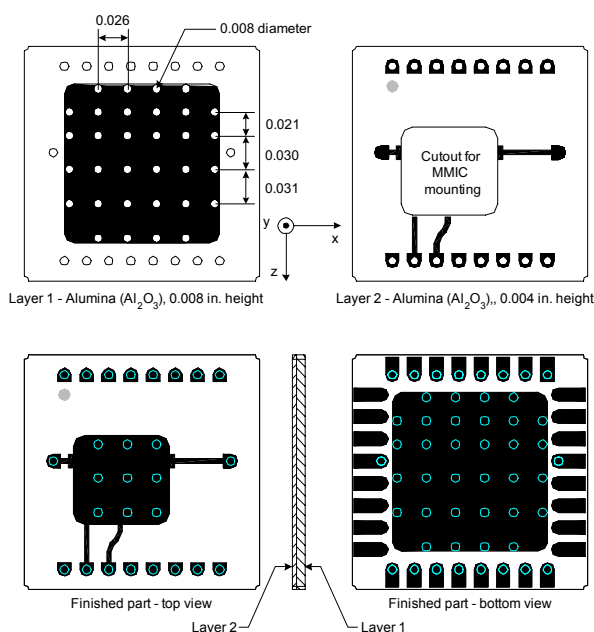 0.026
0.008 diameter
0.021
0.030
0.031
Cutout for
MMIC
mounting
y
x
z
Layer 1 - Alumina (Al2O3), 0.008 in. height
Layer 2 - Alumina (Al2O3),, 0.004 in. height
Finished part - top view
Finished part - bottom view
Layer 2
Layer 1